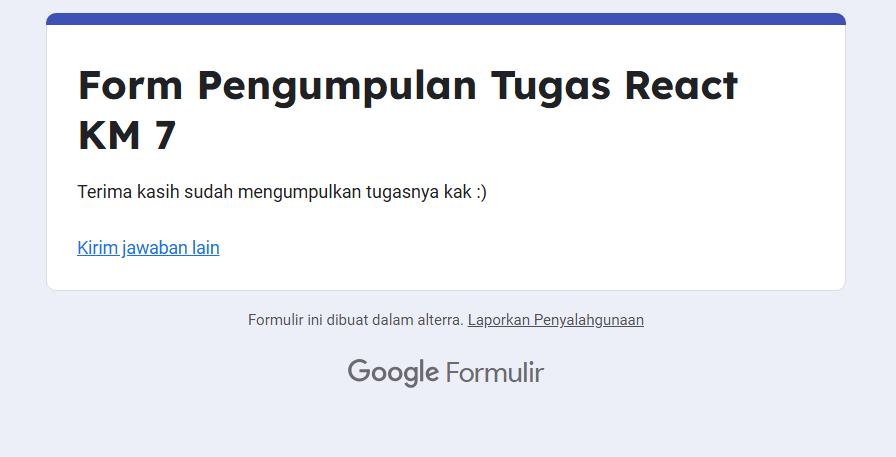 Form Pengumpulan Tugas React
KM 7
Terima kasih sudah mengumpulkan tugasnya kak :)
Kirim jawaban lain
Formulir ini dibuat dalam alterra. Laporkan Penyalahgunaan
Google Formulir